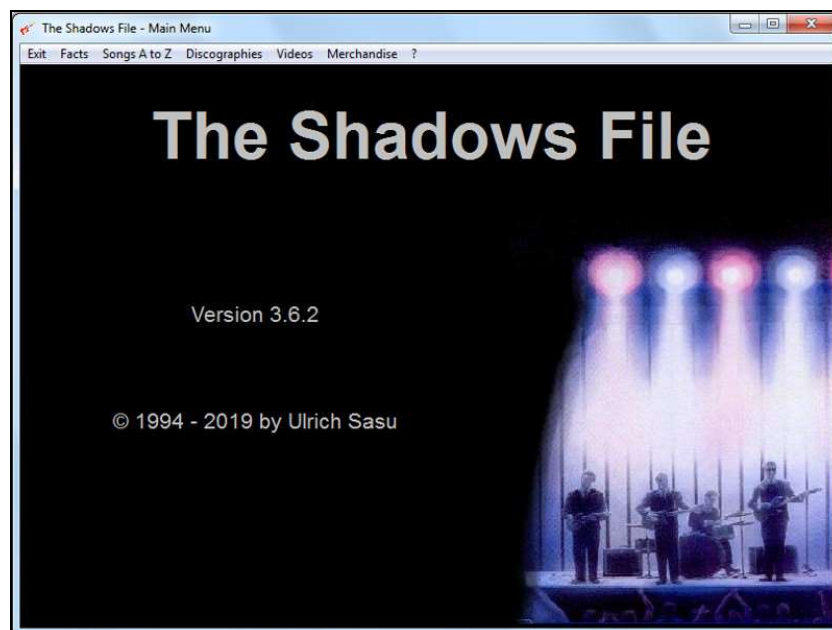 The Shadows File - Main Menu
Exit Facts Songs A to Z Discographies Videos Merchandise ?
The Shadows File
Version 3.6.2
© 1994 - 2019 by Ulrich Sasu